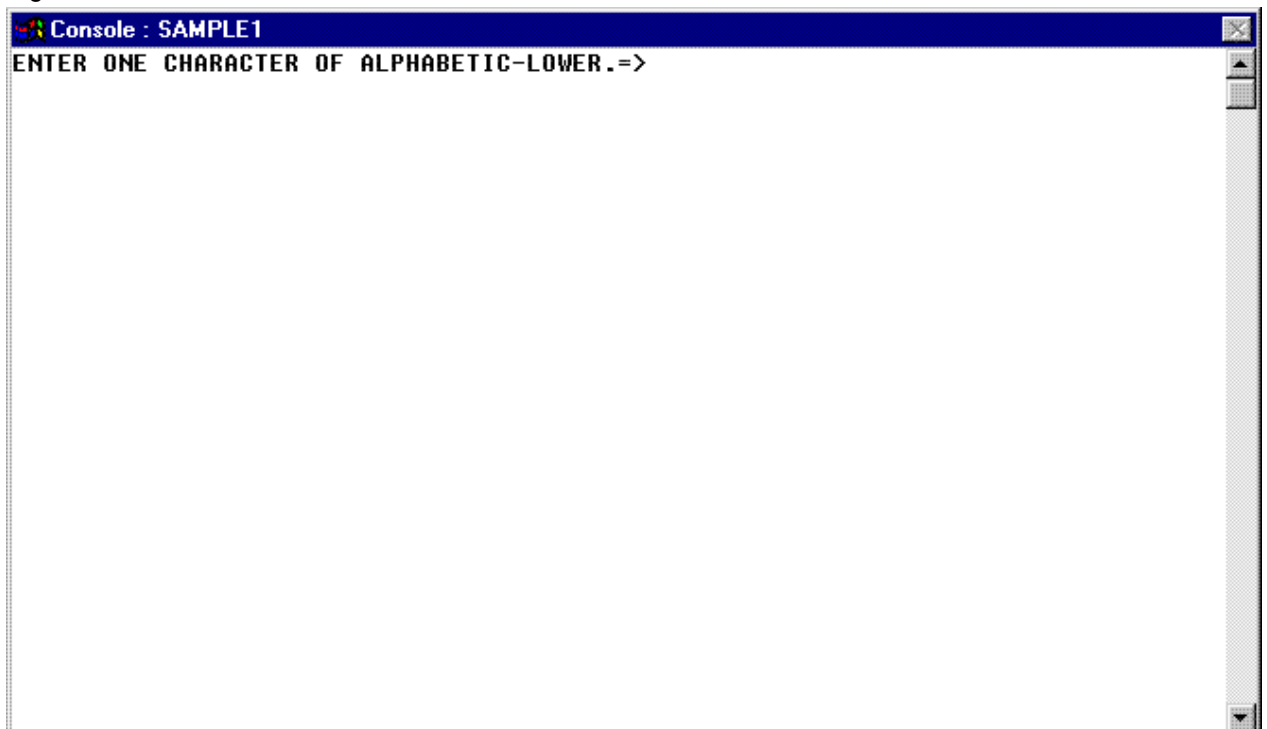 Console : SAMPLE1
ENTER ONE CHARACTER OF ALPHABETIC-LOWER.=>